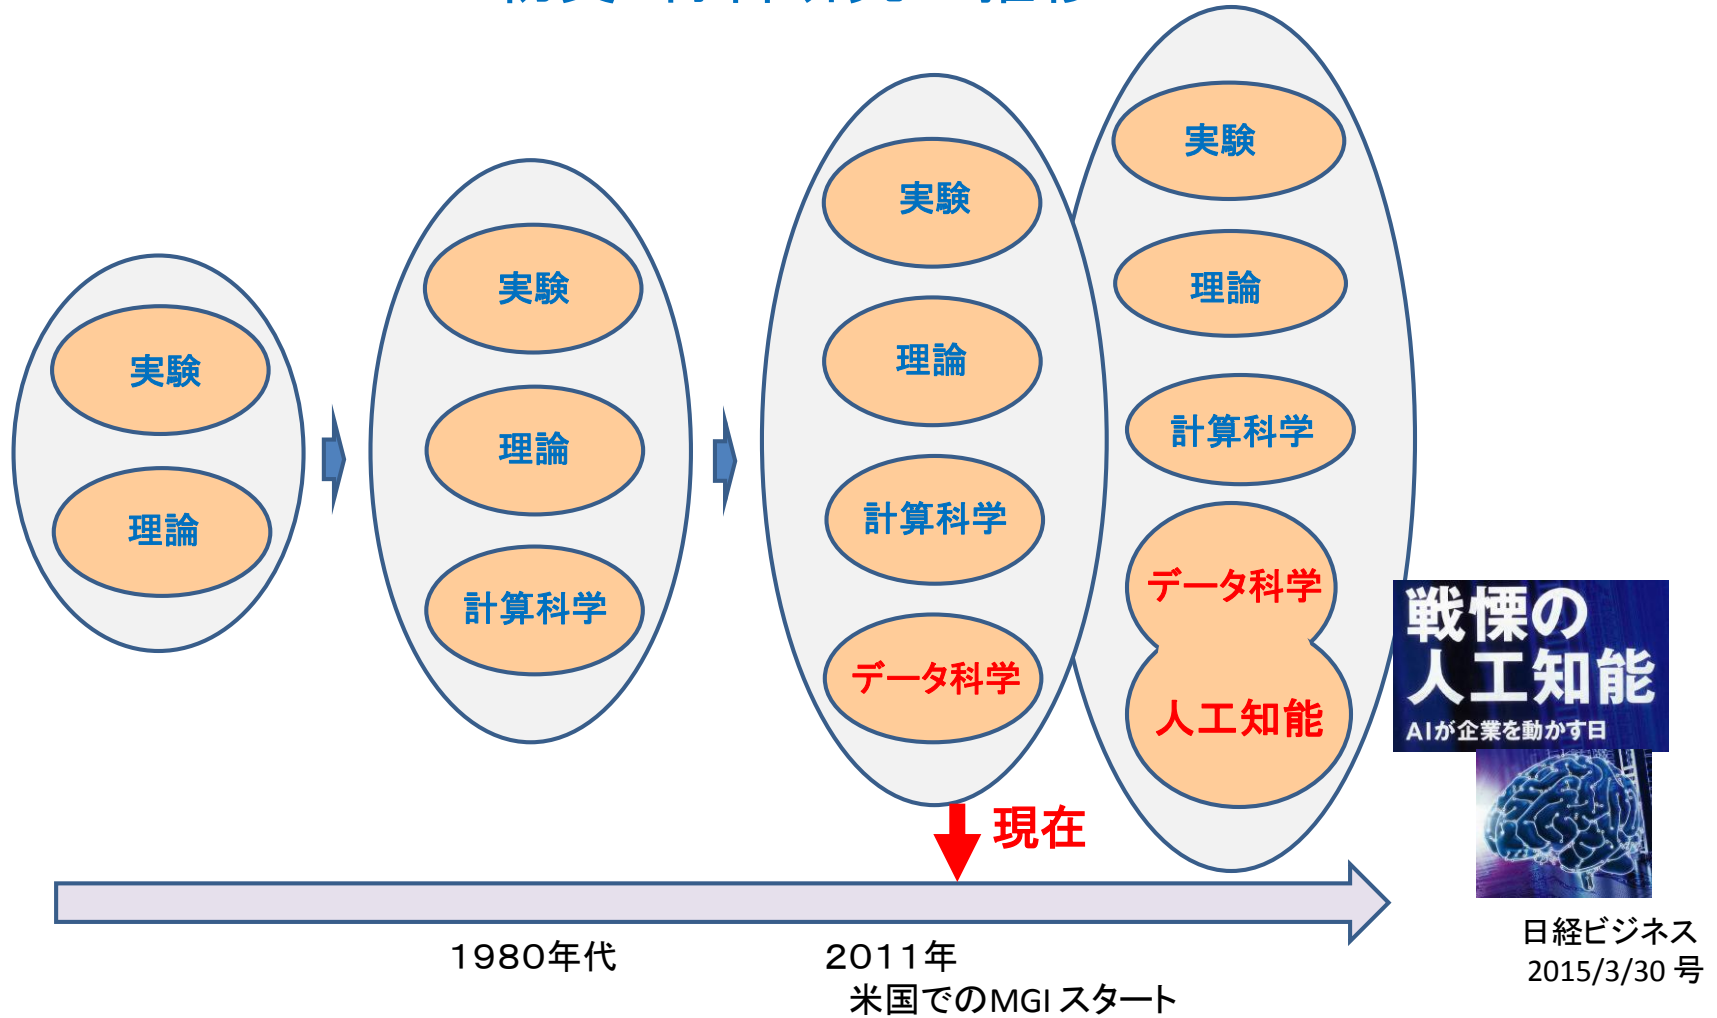 実験
理論
実験
理論
計算科学
実験
理論
計算科学
データ科学
実験
理論
計算科学
データ科学
人工知能
戦慄の
人工知能
AIが企業を動かす日
現在
1980年代
2011年
米国でのMGIスタート
日経ビジネス
2015/3/30 号